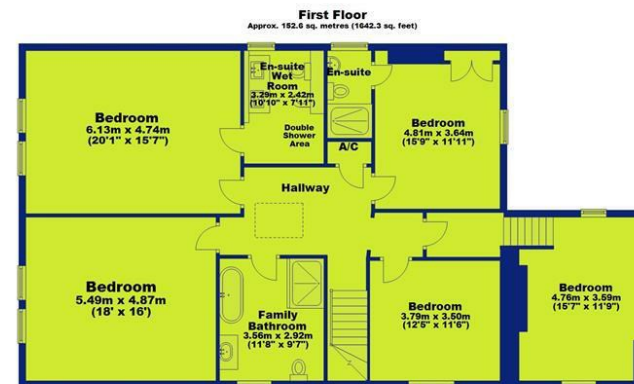 First Floor
Approx. 152.6 sq. metres (1642.3 sq. feet)
Bedroom
6.13m x 4.74m
(20'1" x 15'7")
En-suite
Wet
Room
3.29m x 2.42m
(10'10" x 7'11")
Double
Shower
Area
En-suite
A/C
Bedroom
4.81m x 3.64m
(15'9" x 11'11")
Hallway
Bedroom
5.49m x 4.87m
(18' x 16')
Family
Bathroom
3.56m x 2.92m
(11'8" x 9'7")
Bedroom
3.79m x 3.50m
(12'5" x 11'6")
Bedroom
4.76m x 3.59m
(15'7" x 11'9")